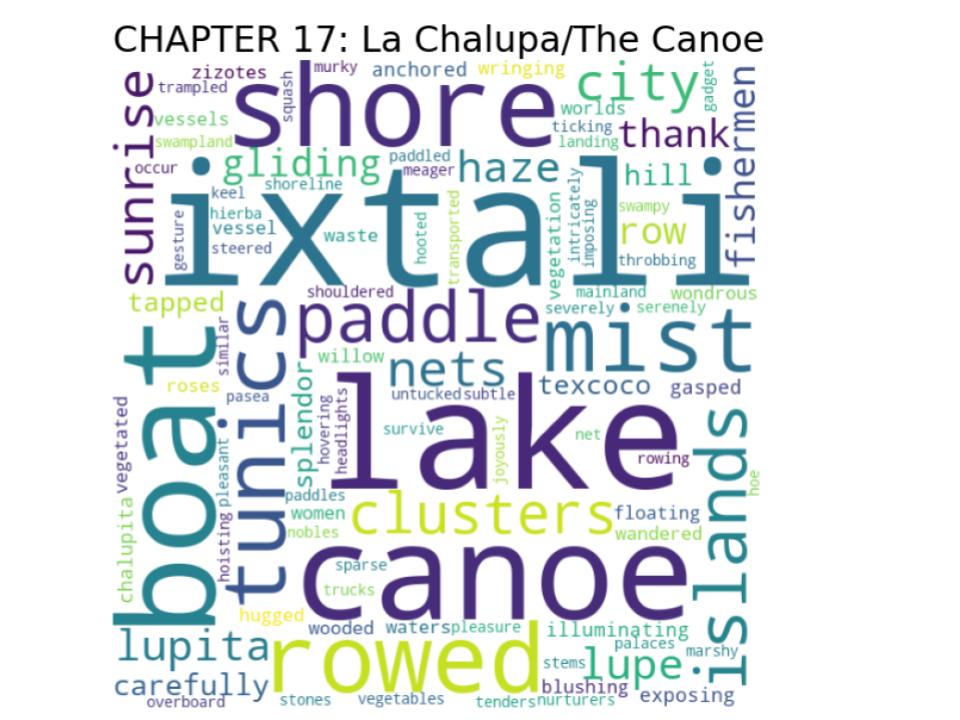 CHAPTER 17: La Chalupa/The Canoe
zizotes
murky
anchored
wringing
city
gadget
fishermen
sunrise
trampled
squash
shore
worlds
vessels
ticking
thank
swampland
landing
occur
gliding
paddled
meager
haze
hill
shoreline
keel
ixtali
intricately
imposing
swampy
hierba
vessel
gesture
steered
waste
hooted
transported
vegetation
row
throbbing
tapped
shouldered
mainland
wondrous
tunics
paddle
severely
serenely
mist
boat
similar
willow
nets
texcoco
gasped
roses
pasea
splendor
untucked
subtle
vegetated
hovering
headlights
lake
islands
survive
joyously
net
rowing
pleasant
hoe
paddles
women
clusters
floating
chalupita
hoisting
nobles
wandered
canoe
sparse
trucks
hugged
wooded
waters
pleasure
illuminating
lupita
rowed
palaces
marshy
stems
lupe
carefully
blushing
exposing
overboard
stones
vegetables
tenders
nurturers